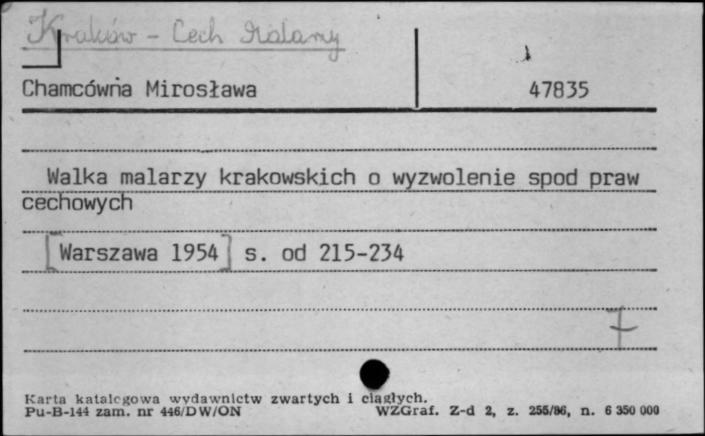 Kraków - Cech Malarzy
Chamcówna Mirosława 47835
Walka malarzy krakowskich o wyzwolenie spod praw
cechowych
[Warszawa 1954] s. od 215-234
Karta katalogowa wydawnictw zwartych i ciągłych.
Pu-B-144 zam. nr 446/DW/ON WZGraf. Z-d 2, z. 255/86, n. 6 350 000